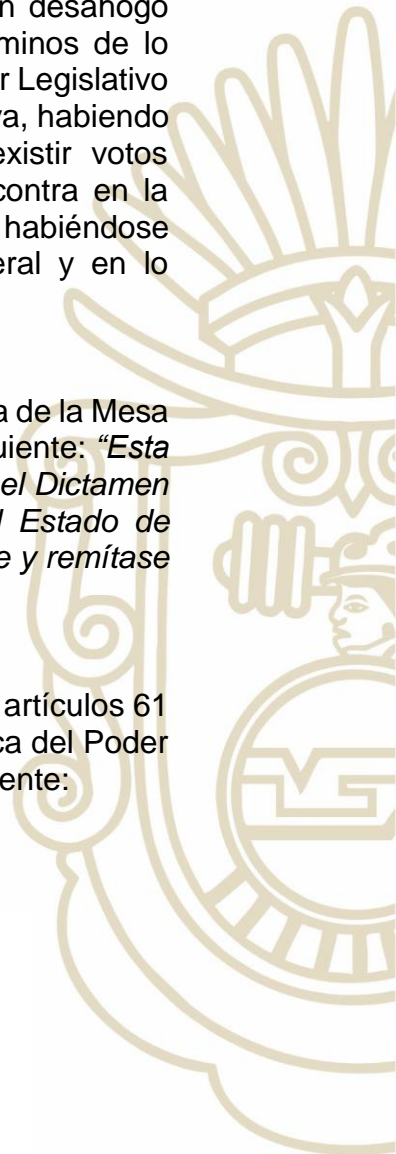 n desahogo
minos de lo
r Legislativo
va, habiendo
existir votos
contra en la
habiéndose
eral y en lo
a de la Mesa
uiente: “Esta
el Dictamen
l Estado de
e y remítase
artículos 61
ca del Poder
ente: